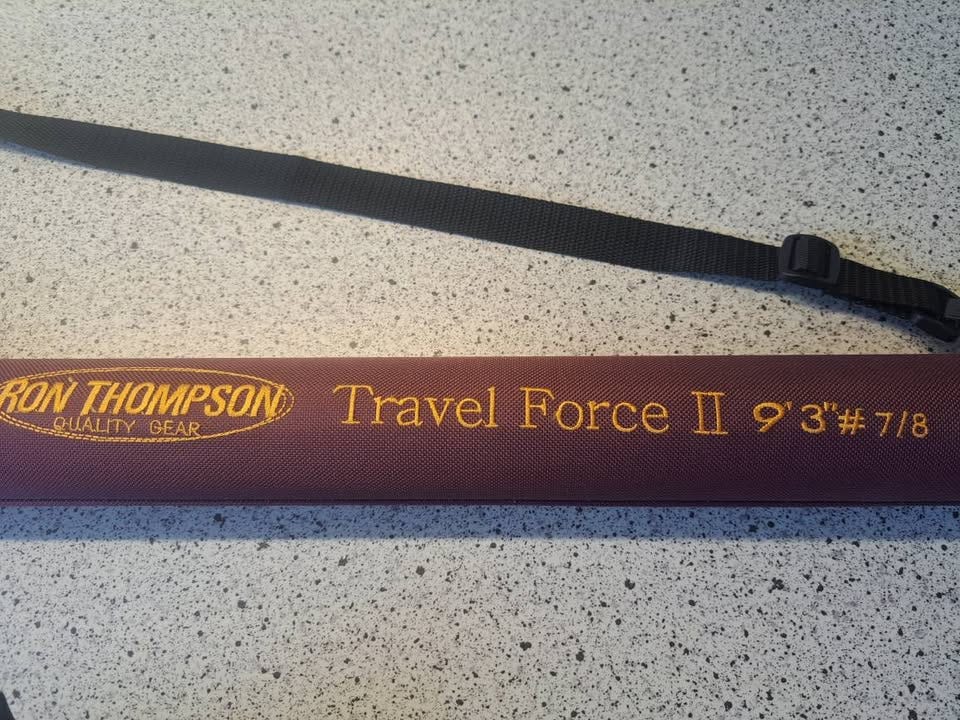 RON THOMPSON
QUALITY GEAR
Travel Force II 9' 3" # 7/8